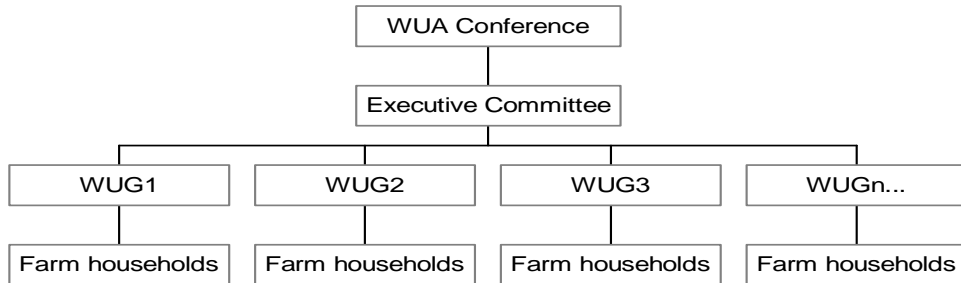 WUA Conference
Executive Committee
WUG1
WUG2
WUG3
WUGn...
Farm households
Farm households
Farm households
Farm households